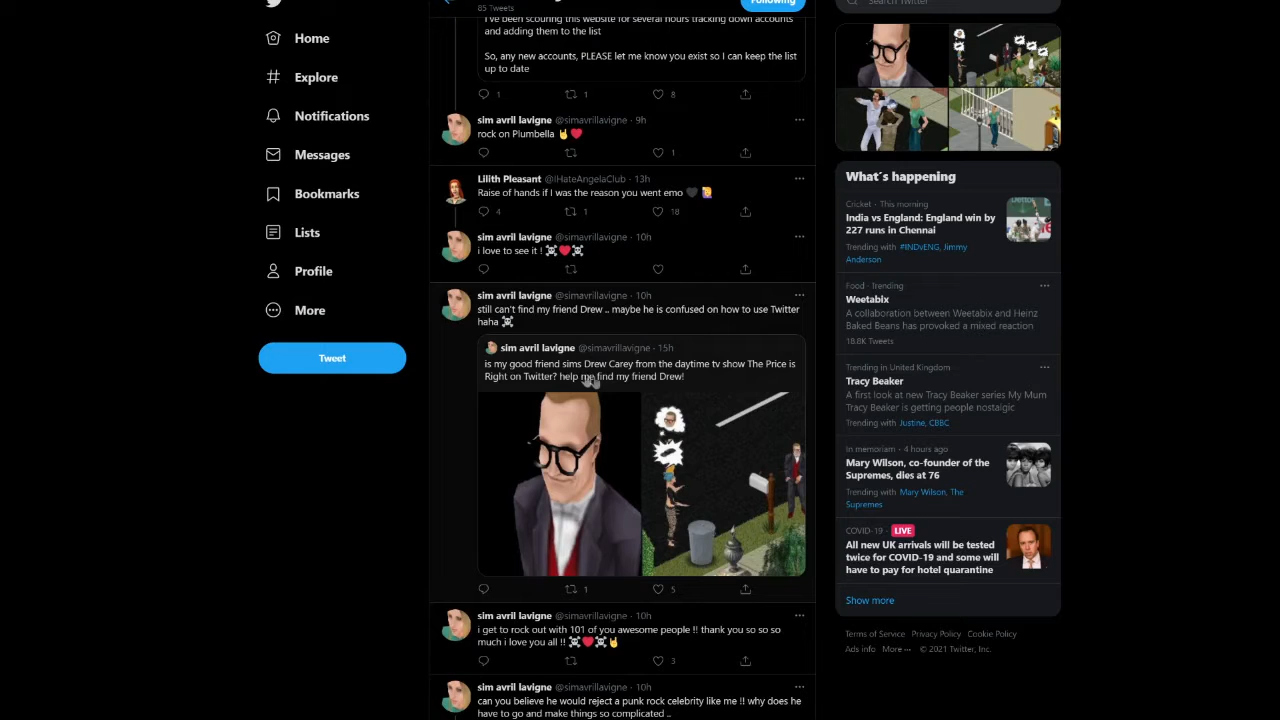 Home
Explore
Notifications
Messages
Bookmarks
Lists
Profile
More
Tweet
85 Tweets
Following
I've been scouring this website for several hours tracking down accounts
and adding them to the list
So, any new accounts, PLEASE let me know you exist so I can keep the list
up to date
1 1 8
sim avril lavigne @simavrillavigne · 9h
rock on Plumbella 🤘❤️
1
Lilith Pleasant @IHateAngelaClub · 13h
Raise of hands if I was the reason you went emo 🖤 🙋
4 1 18
sim avril lavigne @simavrillavigne · 10h
i love to see it ! ☠️❤️☠️
sim avril lavigne @simavrillavigne · 10h
still can't find my friend Drew .. maybe he is confused on how to use Twitter
haha ☠️
sim avril lavigne @simavrillavigne · 15h
is my good friend sims Drew Carey from the daytime tv show The Price is
Right on Twitter? help me find my friend Drew!
1 5
sim avril lavigne @simavrillavigne · 10h
i get to rock out with 101 of you awesome people !! thank you so so so
much i love you all !! ☠️❤️☠️🤘
3
sim avril lavigne @simavrillavigne · 10h
can you believe he would reject a punk rock celebrity like me !! why does he
have to go and make things so complicated ..
Search Twitter
What's happening
Cricket · This morning
India vs England: England win by
227 runs in Chennai
Trending with #INDvENG, Jimmy
Anderson
Food · Trending
Weetabix
A collaboration between Weetabix and Heinz
Baked Beans has provoked a mixed reaction
18.8K Tweets
Trending in United Kingdom
Tracy Beaker
A first look at new Tracy Beaker series My Mum
Tracy Beaker is getting people nostalgic
Trending with Justine, CBBC
In memoriam · 4 hours ago
Mary Wilson, co-founder of the
Supremes, dies at 76
Trending with Mary Wilson, The
Supremes
COVID-19 · LIVE
All new UK arrivals will be tested
twice for COVID-19 and some will
have to pay for hotel quarantine
Show more
Terms of Service Privacy Policy Cookie Policy
Ads info More ··· © 2021 Twitter, Inc.